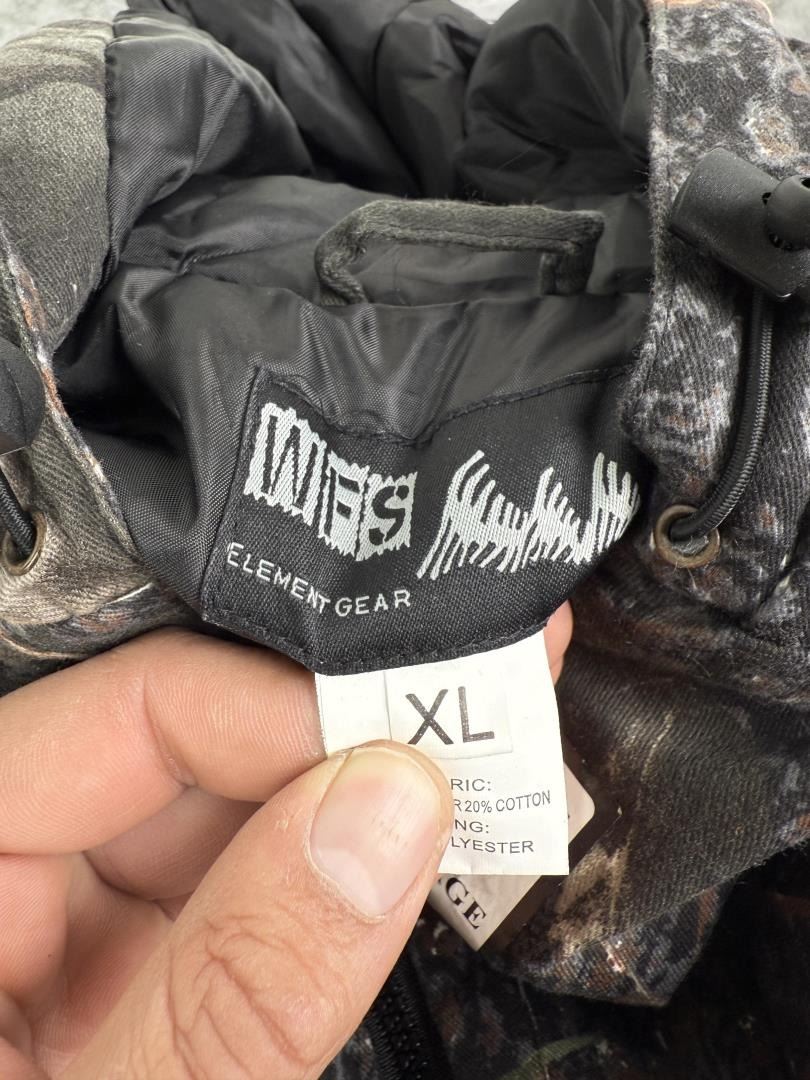 WFS
ELEMENT GEAR
XL
RIC:
R 20% COTTON
NG:
LYESTER
GE